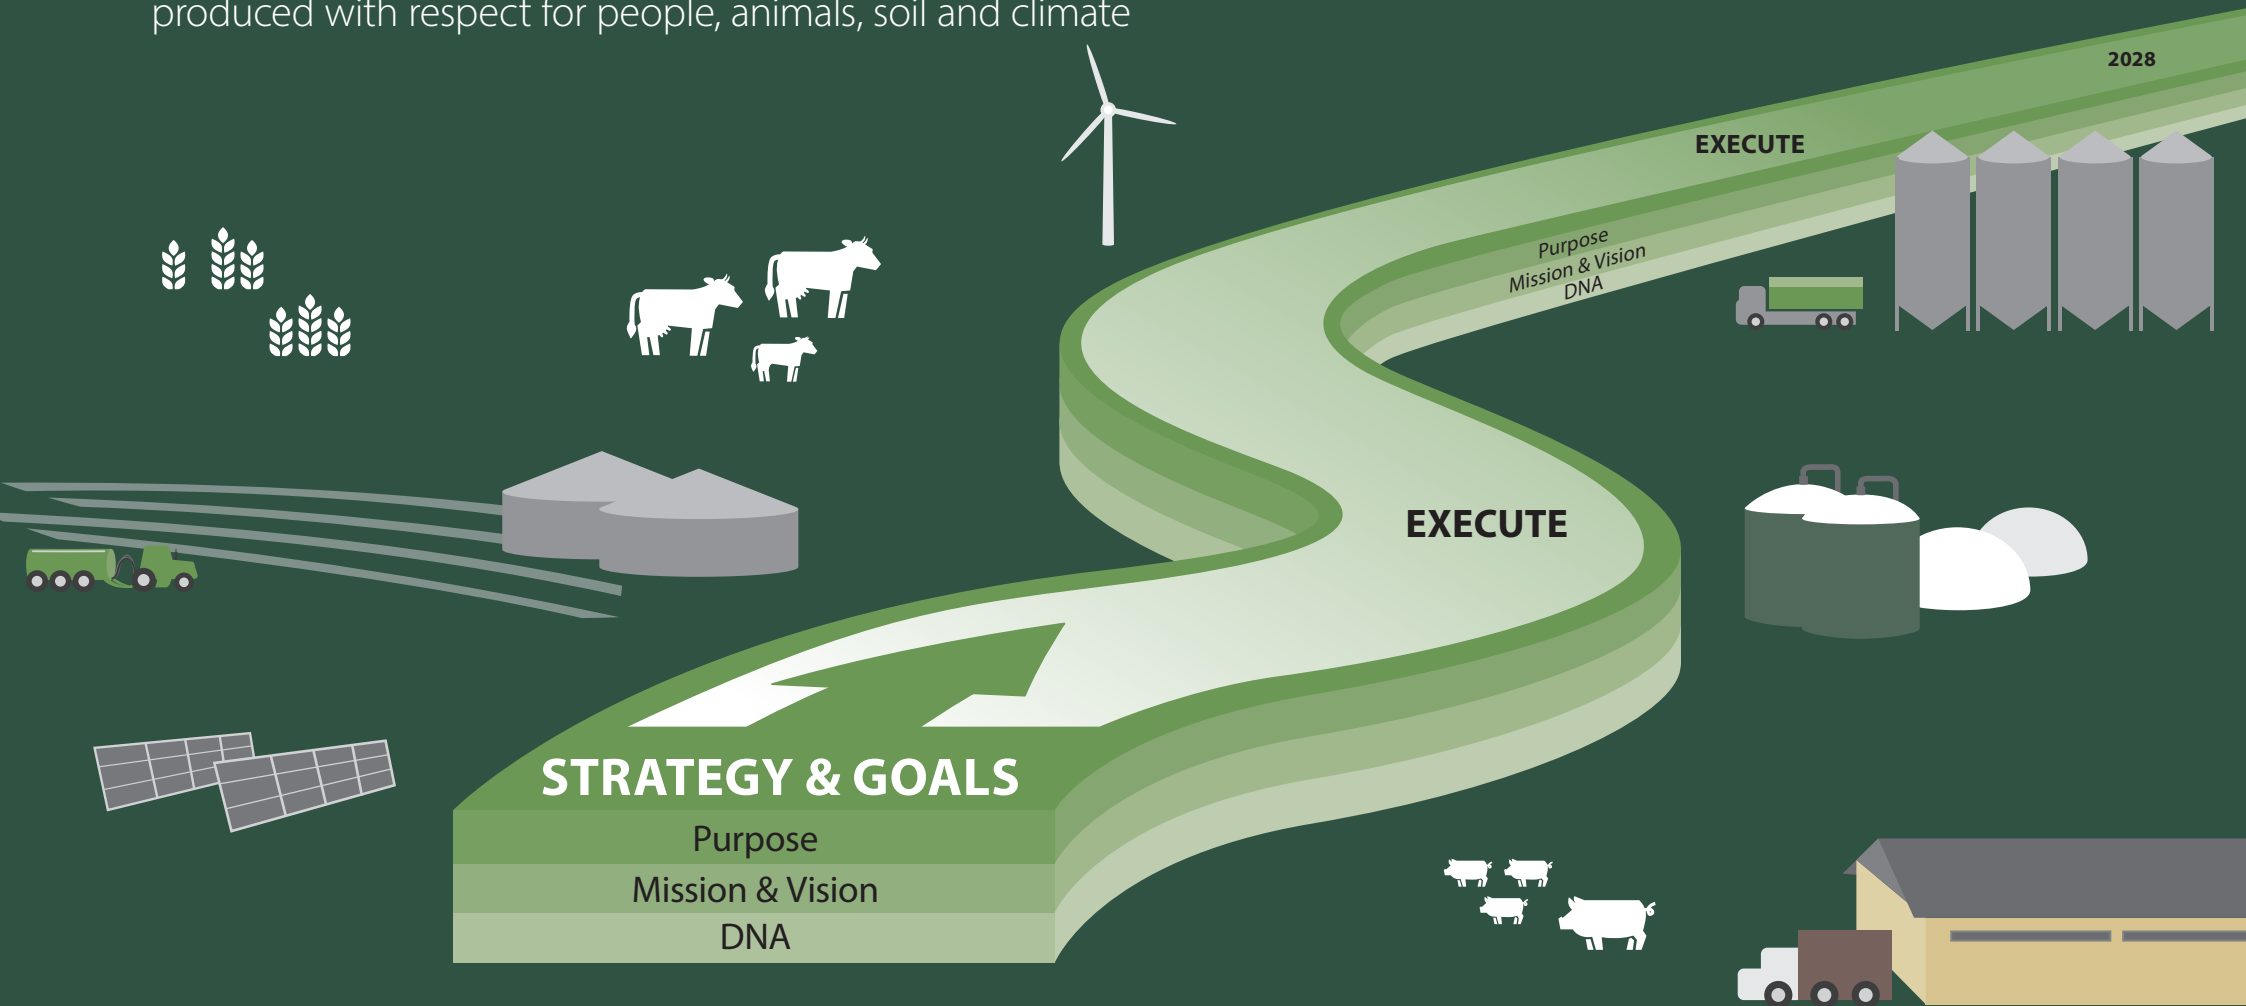 produced with respect for people, animals, soil and climate
2028
EXECUTE
Purpose
Mission & Vision
DNA
EXECUTE
STRATEGY & GOALS
Purpose
Mission & Vision
DNA